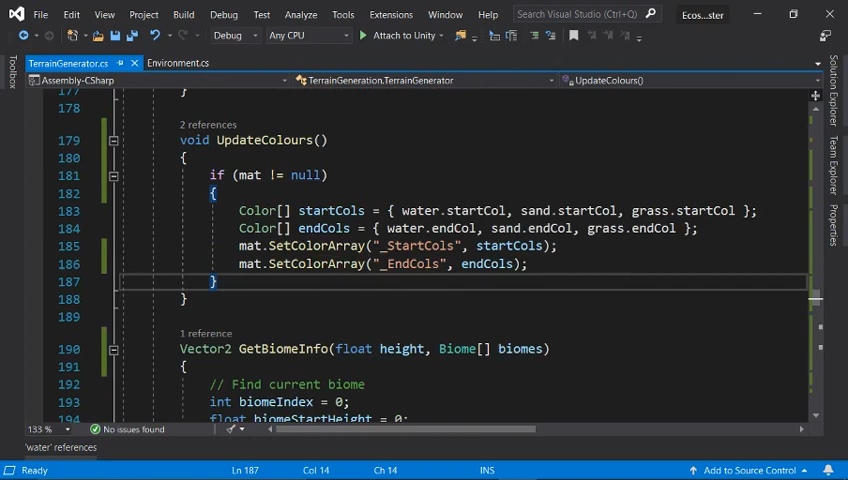 File Edit View Project Build Debug Test Analyze Tools Extensions Window Help Search Visual Studio (Ctrl+Q) Ecos...ster
Debug Any CPU Attach to Unity
TerrainGenerator.cs Environment.cs
Assembly-CSharp TerrainGeneration.TerrainGenerator UpdateColours()
Toolbox
Solution Explorer
Team Explorer
Properties
177 }
178
2 references
179 void UpdateColours()
180 {
181 if (mat != null)
182 {
183 Color[] startCols = { water.startCol, sand.startCol, grass.startCol };
184 Color[] endCols = { water.endCol, sand.endCol, grass.endCol };
185 mat.SetColorArray("_StartCols", startCols);
186 mat.SetColorArray("_EndCols", endCols);
187 }
188 }
189
1 reference
190 Vector2 GetBiomeInfo(float height, Biome[] biomes)
191 {
192 // Find current biome
193 int biomeIndex = 0;
194 float biomeStartHeight = 0;
133 % No issues found
'water' references
Ready Ln 187 Col 14 Ch 14 INS Add to Source Control